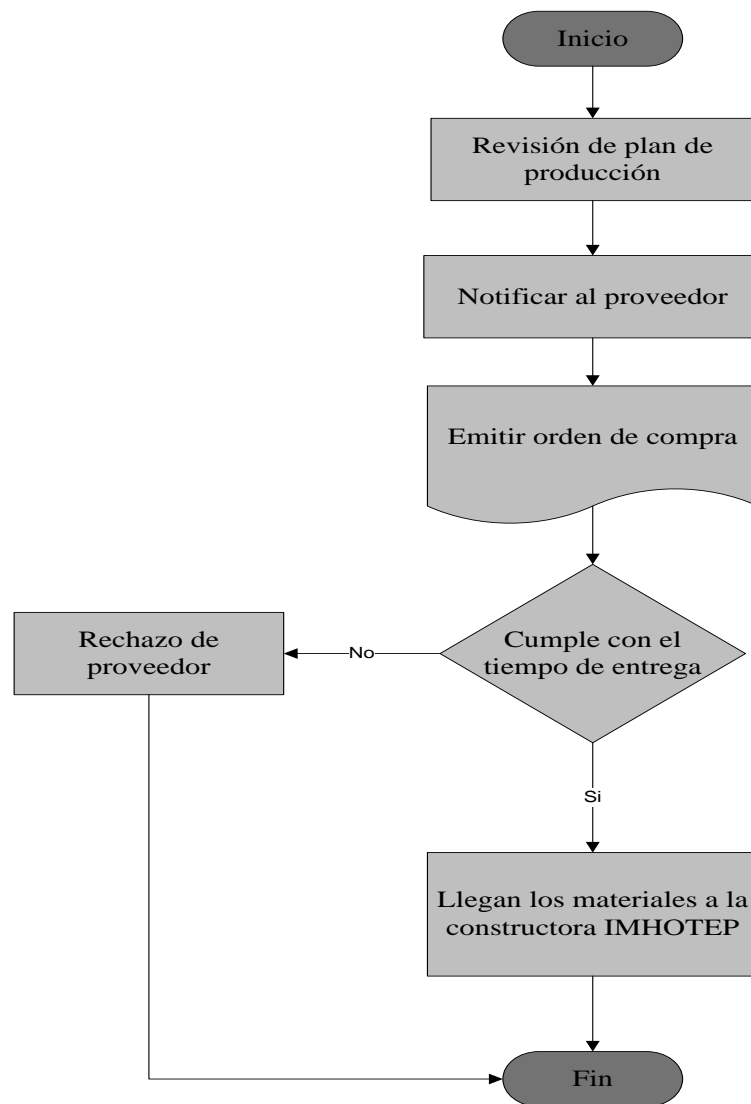 Inicio
Revisión de plan de
producción
Notificar al proveedor
Emitir orden de compra
Cumple con el
tiempo de entrega
No
Rechazo de
proveedor
Si
Llegan los materiales a la
constructora IMHOTEP
Fin